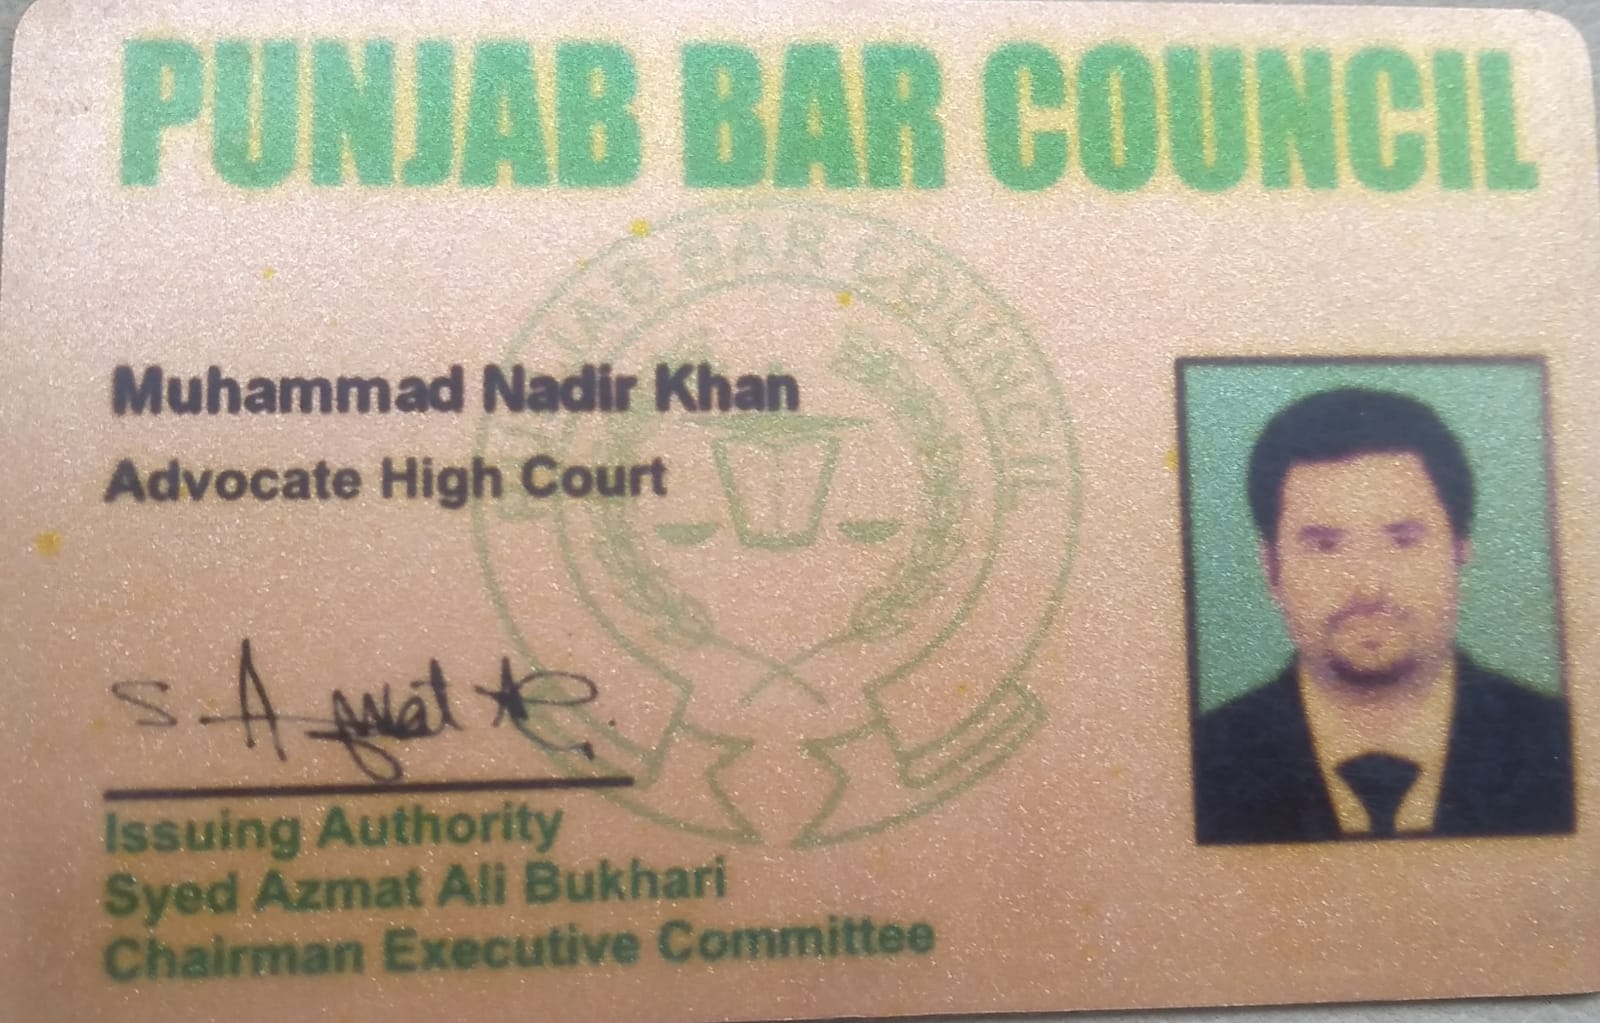 PUNJAB BAR COUNCIL
PUNJAB BAR COUNCIL
Muhammad Nadir Khan
Advocate High Court
Issuing Authority
Syed Azmat Ali Bukhari
Chairman Executive Committee